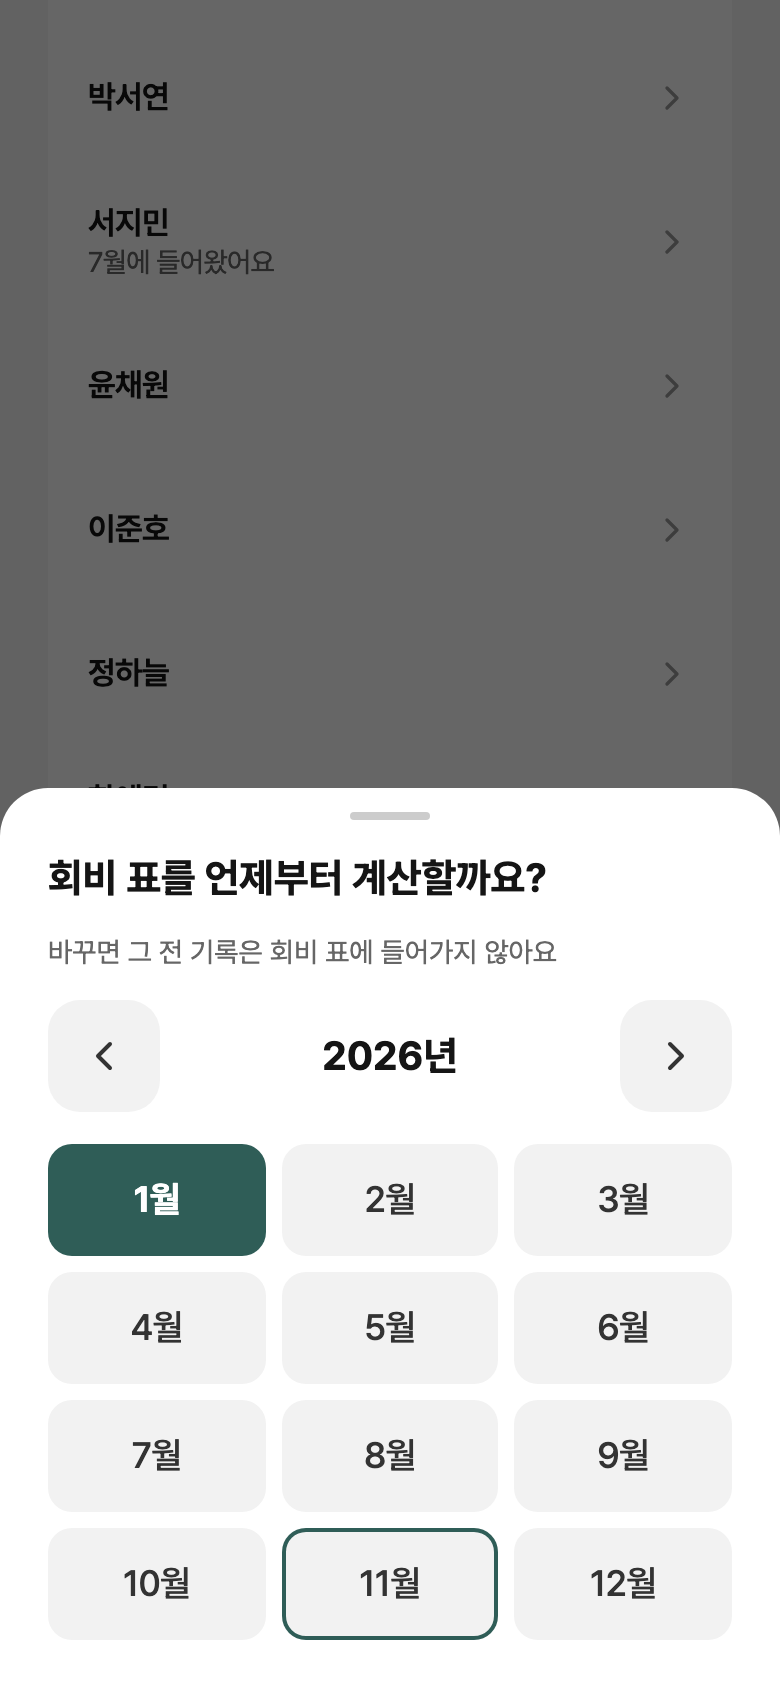 박서연
서지민
7월에 들어왔어요
윤채원
이준호
정하늘
회비 표를 언제부터 계산할까요?
바꾸면 그 전 기록은 회비 표에 들어가지 않아요
2026년
1월
2월
3월
4월
5월
6월
7월
8월
9월
10월
11월
12월